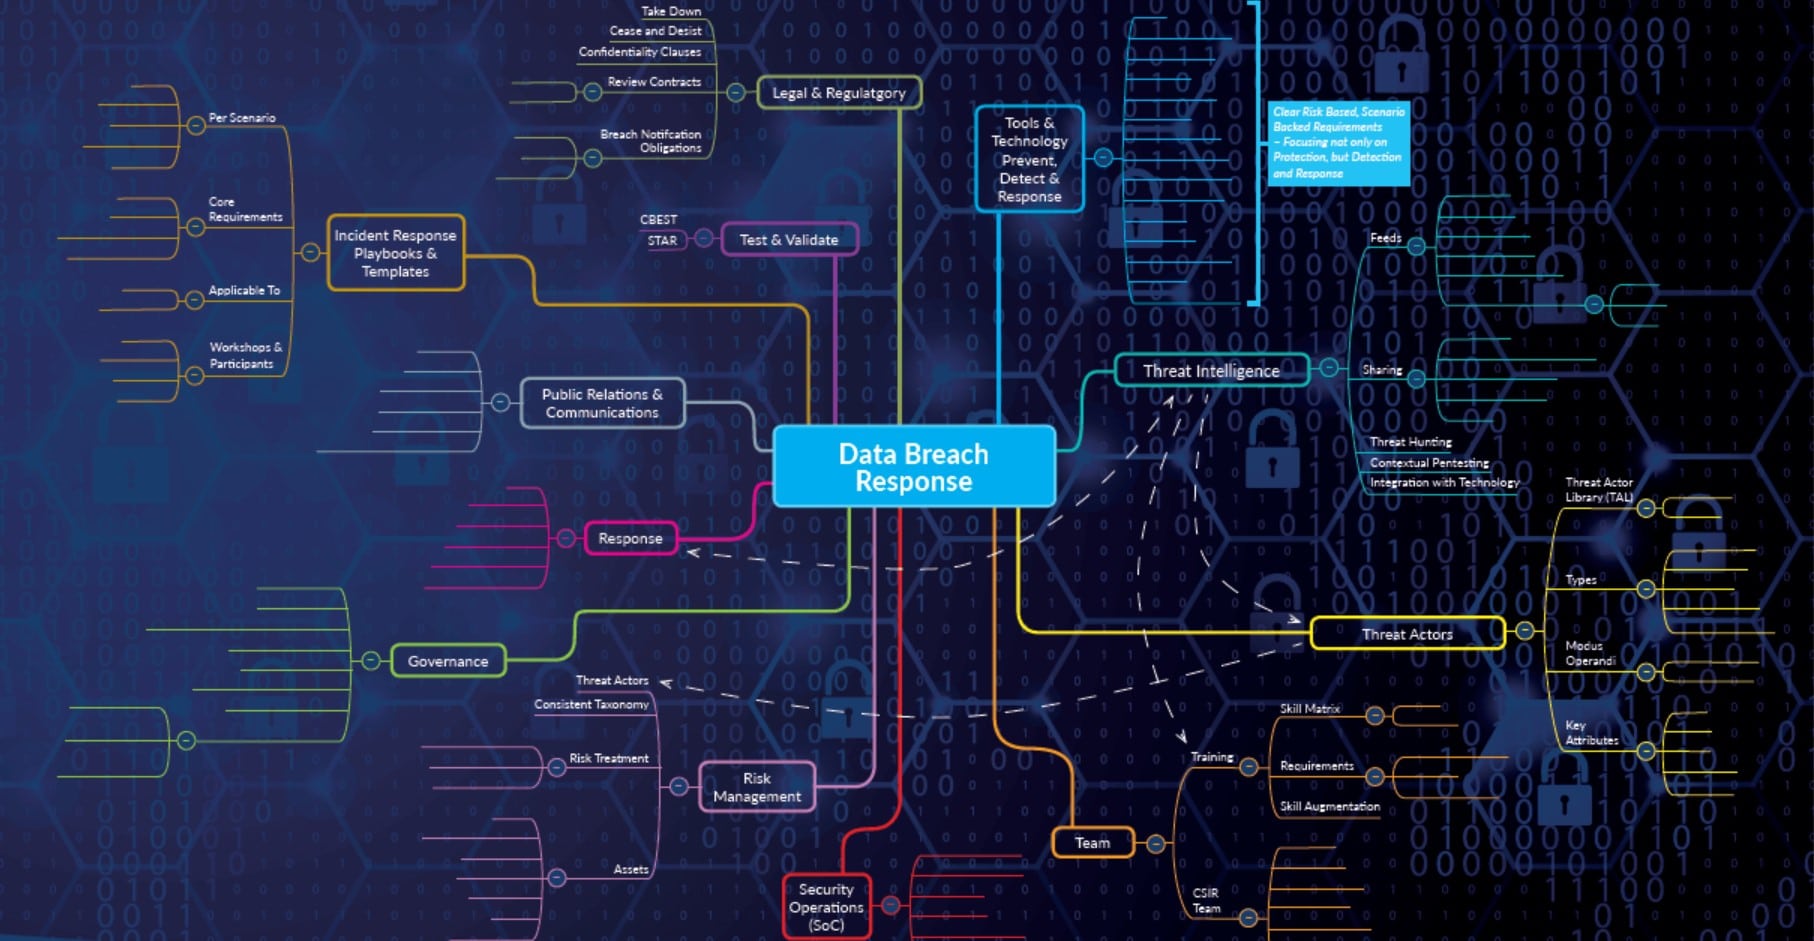 Data Breach
Response
Legal & Regulatgory
Take Down
Cease and Desist
Confidentiality Clauses
Review Contracts
Breach Notifcation
Obligations
Test & Validate
CBEST
STAR
Incident Response
Playbooks &
Templates
Per Scenario
Core
Requirements
Applicable To
Workshops &
Participants
Public Relations &
Communications
Response
Governance
Risk
Management
Threat Actors
Consistent Taxonomy
Risk Treatment
Assets
Security
Operations
(SoC)
Tools &
Technology
Prevent,
Detect &
Response
Clear Risk Based, Scenario
Backed Requirements
– Focusing not only on
Protection, but Detection
and Response
Threat Intelligence
Feeds
Sharing
Threat Hunting
Contextual Pentesting
Integration with Technology
Threat Actors
Threat Actor
Library (TAL)
Types
Modus
Operandi
Key
Attributes
Team
Training
Skill Matrix
Requirements
Skill Augmentation
CSIR
Team